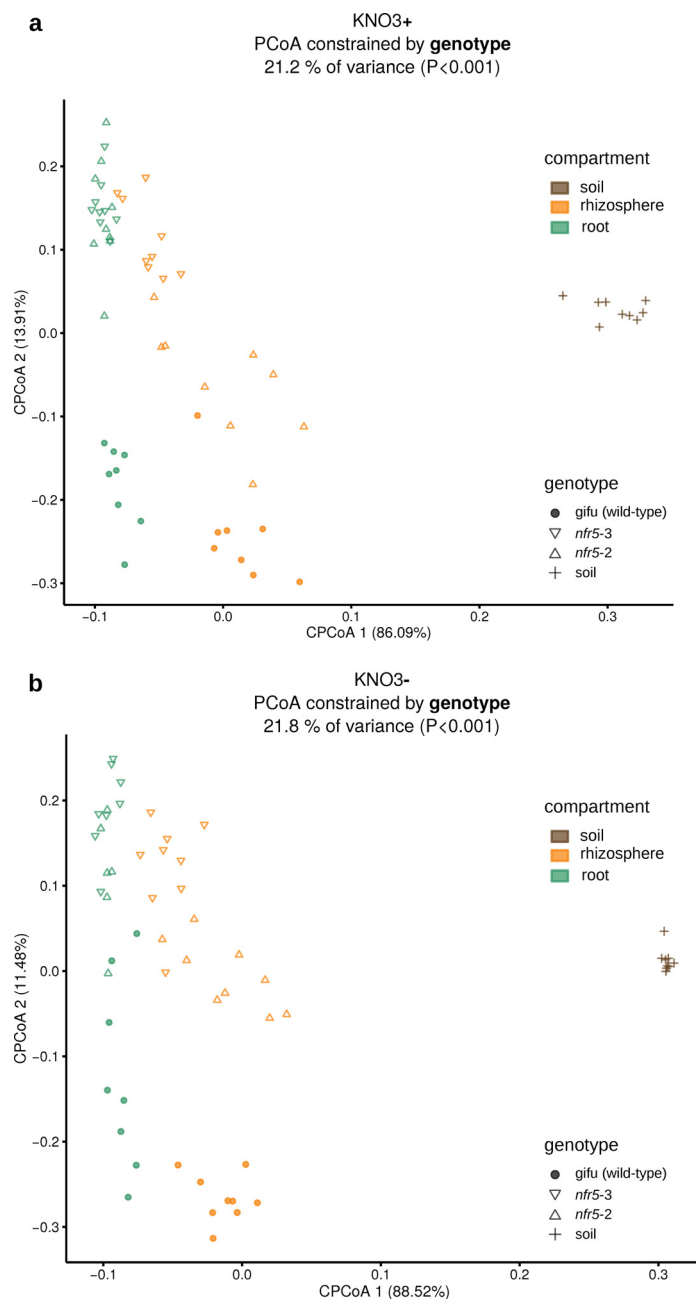 a
KNO3+
PCoA constrained by genotype
21.2 % of variance (P<0.001)
compartment
soil
rhizosphere
root
genotype
gifu (wild-type)
nfr5-3
nfr5-2
soil
CPCoA 2 (13.91%)
0.2
0.1
0.0
−0.1
−0.2
−0.3
−0.1
0.0
0.1
0.2
0.3
CPCoA 1 (86.09%)
b
KNO3-
PCoA constrained by genotype
21.8 % of variance (P<0.001)
compartment
soil
rhizosphere
root
genotype
gifu (wild-type)
nfr5-3
nfr5-2
soil
CPCoA 2 (11.48%)
0.2
0.1
0.0
−0.1
−0.2
−0.3
−0.1
0.0
0.1
0.2
0.3
CPCoA 1 (88.52%)